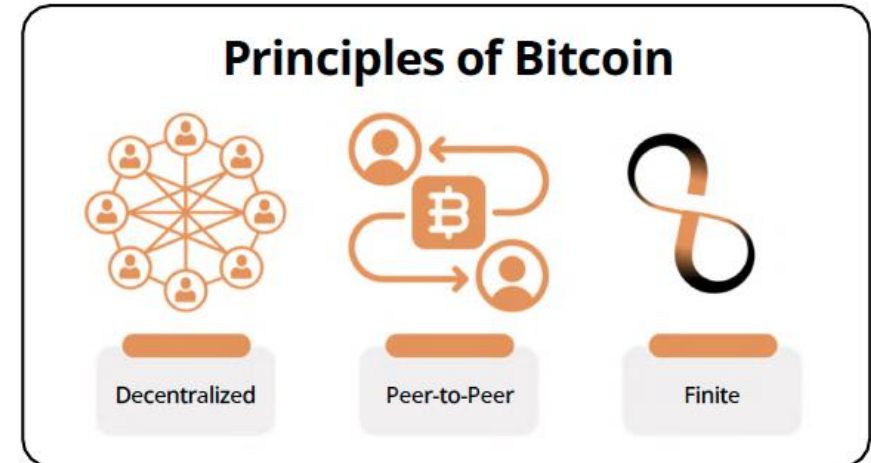 Principles of Bitcoin
Decentralized
Peer-to-Peer
Finite